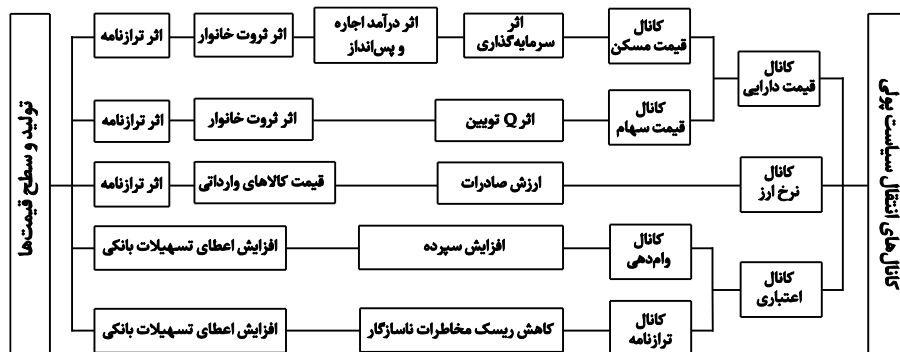 کانال‌های انتقال سیاست پولی
کانال
قیمت دارایی
کانال
قیمت مسکن
اثر
سرمایه‌گذاری
اثر درآمد اجاره
و پس‌انداز
اثر ثروت خانوار
اثر ترازنامه
کانال
قیمت سهام
اثر Q توبین
اثر ثروت خانوار
اثر ترازنامه
کانال
نرخ ارز
ارزش صادرات
قیمت کالاهای وارداتی
اثر ترازنامه
کانال
اعتباری
کانال
وام‌دهی
افزایش سپرده
افزایش اعطای تسهیلات بانکی
کانال
ترازنامه
کاهش ریسک مخاطرات ناسازگار
افزایش اعطای تسهیلات بانکی
تولید و سطح قیمت‌ها